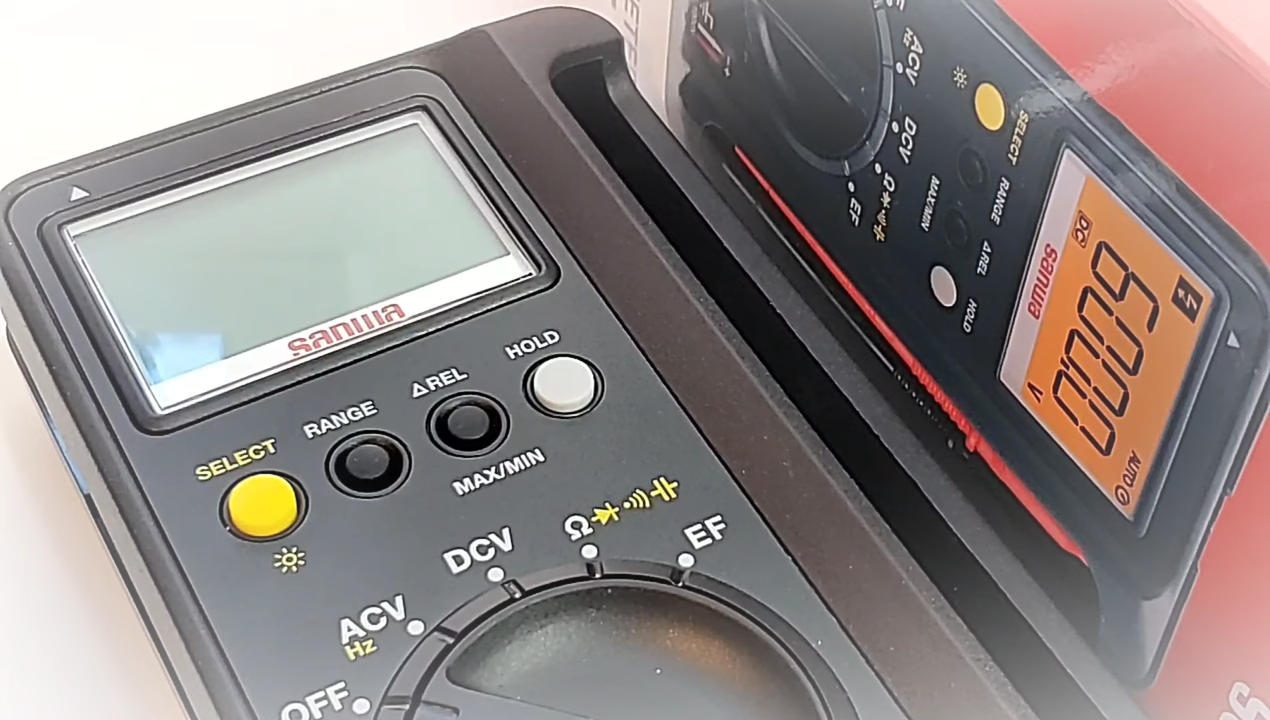 sanwa
HOLD
ΔREL
RANGE
SELECT
MAX/MIN
DCV
Ω
EF
ACV
Hz
OFF
ACV
Hz
DCV
Ω
EF
SELECT
RANGE
MAX/MIN
ΔREL
HOLD
sanwa
DC
V
AUTO